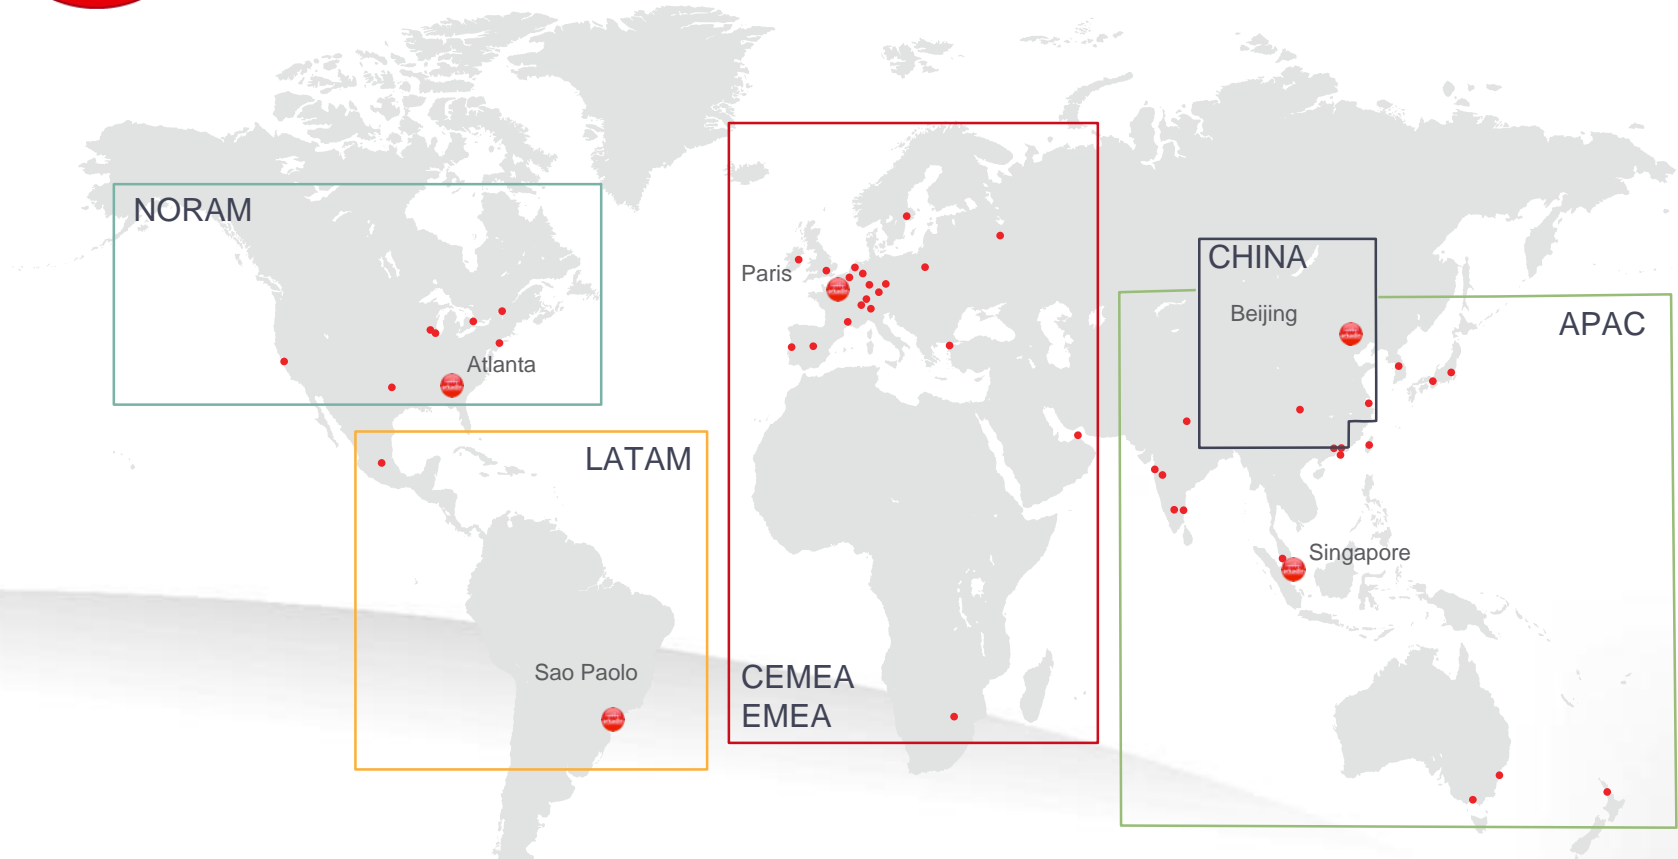 NORAM
CHINA
Paris
Beijing
APAC
Atlanta
LATAM
Singapore
Sao Paolo
CEMEA
EMEA